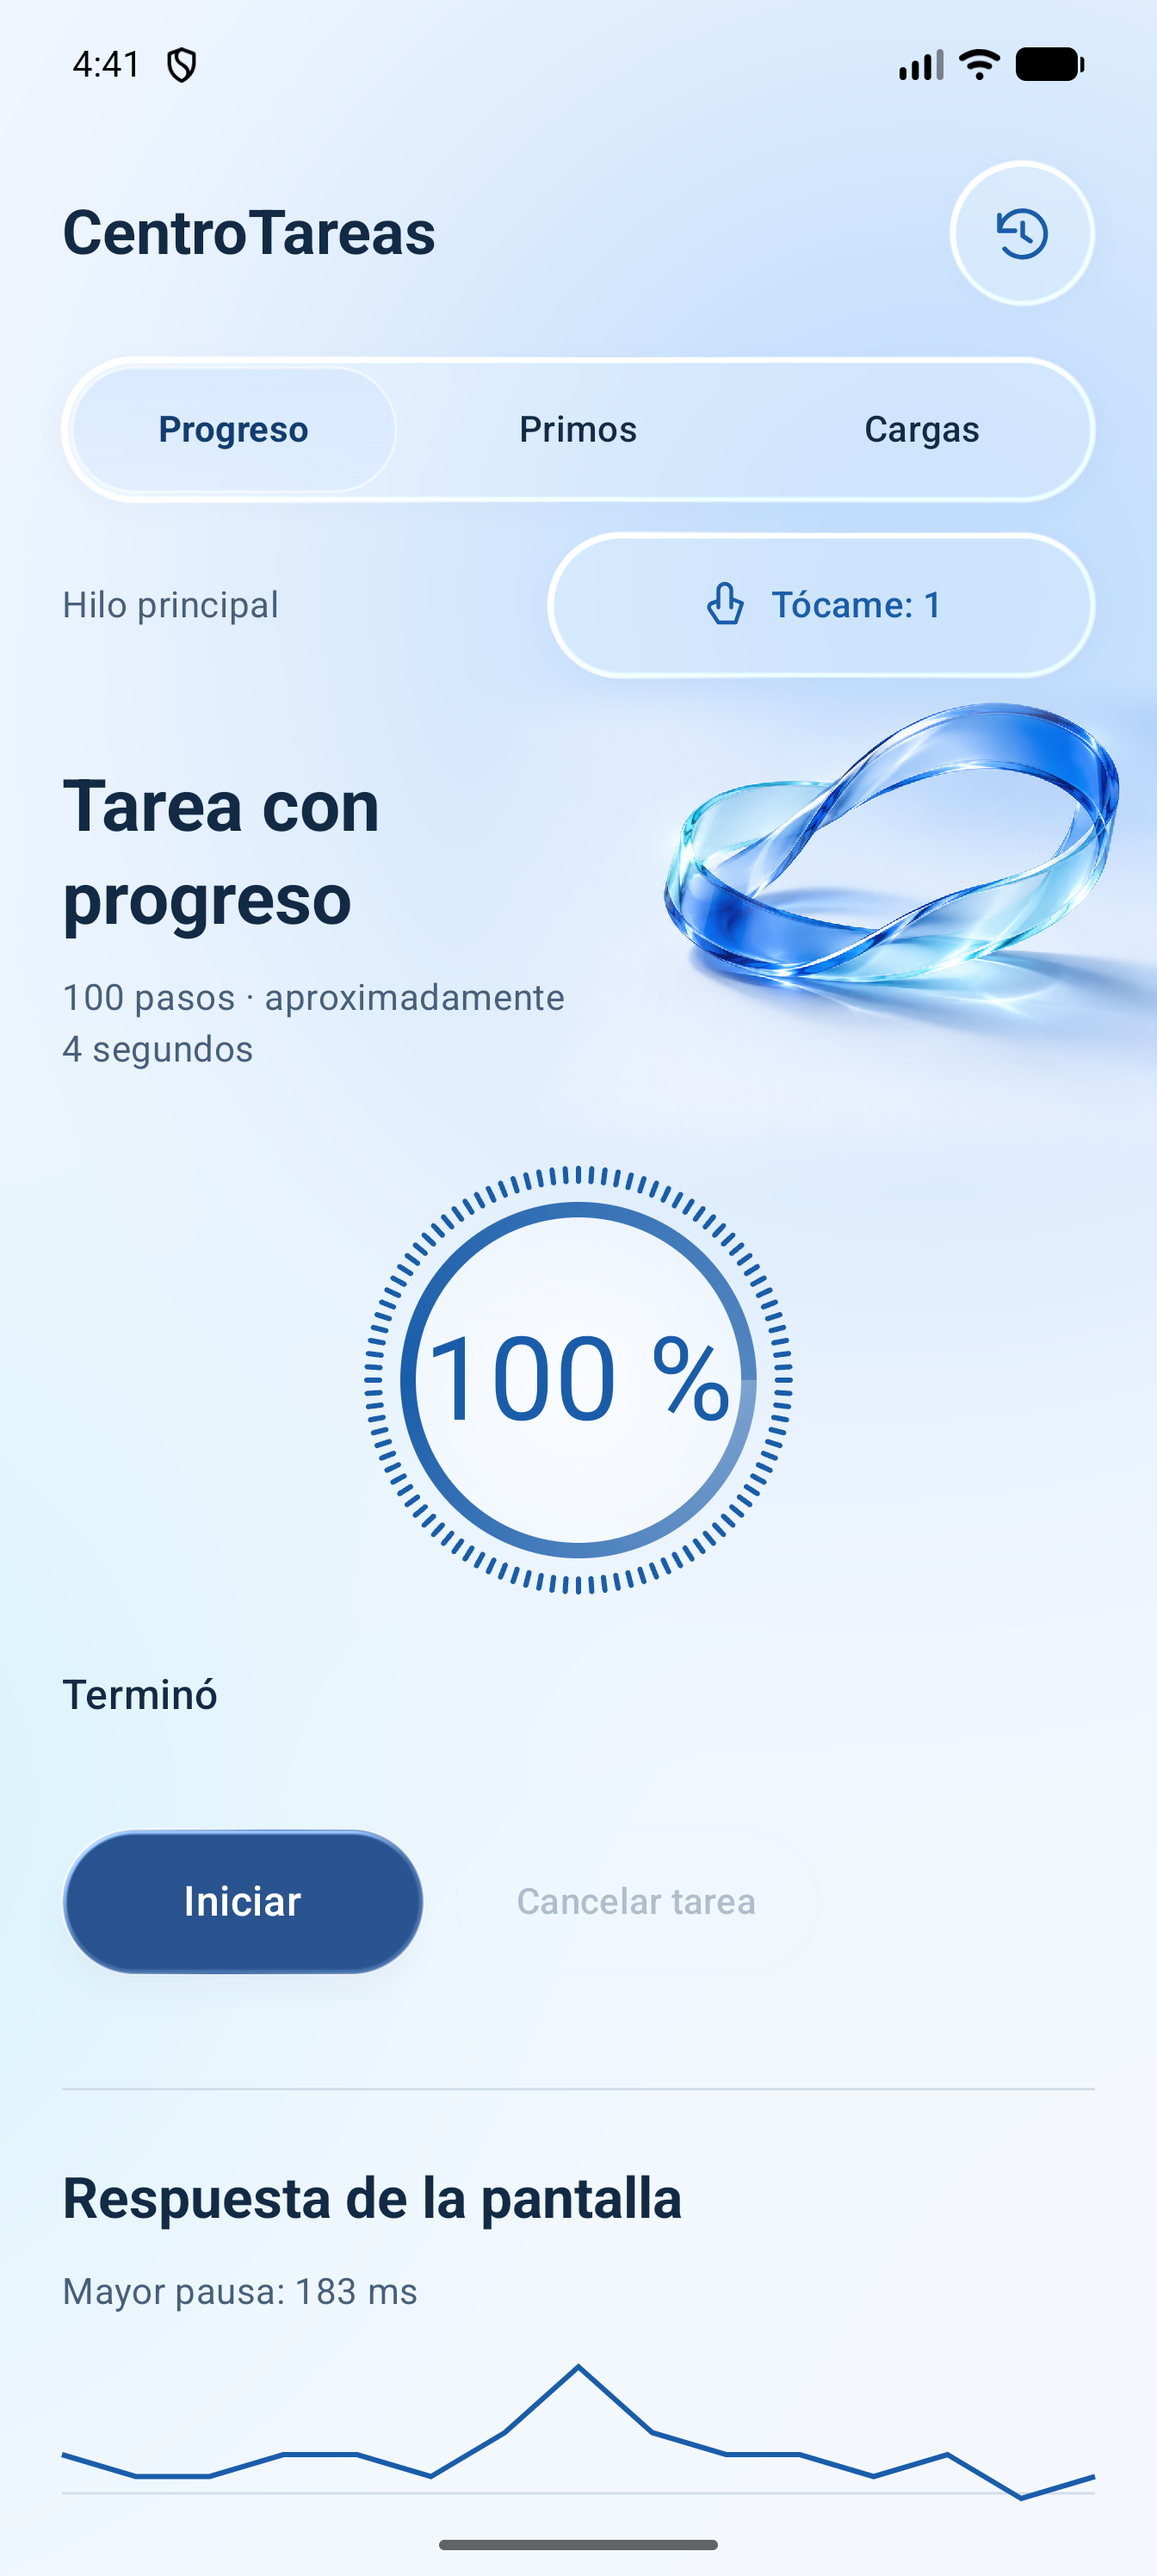 4:41
CentroTareas
Progreso Primos Cargas
Hilo principal Tócame: 1
Tarea con
progreso
100 pasos · aproximadamente
4 segundos
100 %
Terminó
Iniciar Cancelar tarea
Respuesta de la pantalla
Mayor pausa: 183 ms